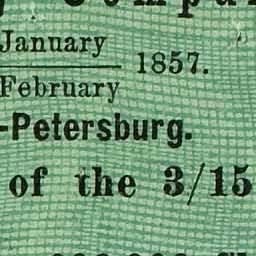 January
February 1857.
-Petersburg.
of the 3/15